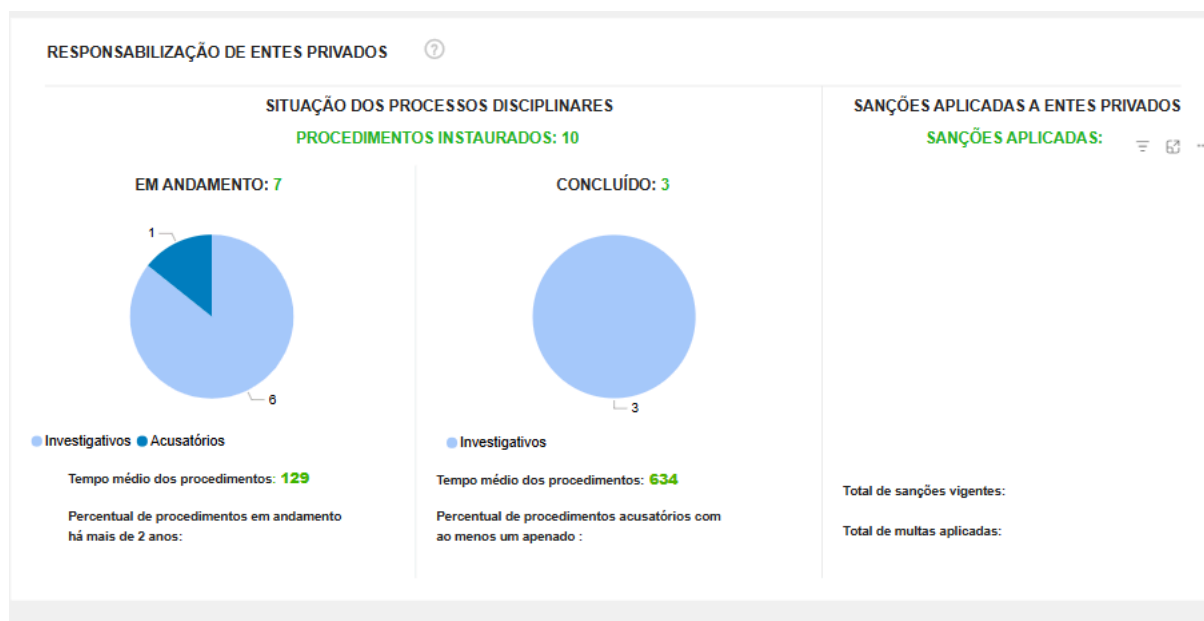 RESPONSABILIZAÇÃO DE ENTES PRIVADOS ?
SITUAÇÃO DOS PROCESSOS DISCIPLINARES
PROCEDIMENTOS INSTAURADOS: 10
EM ANDAMENTO: 7
1
6
Investigativos Acusatórios
Tempo médio dos procedimentos: 129
Percentual de procedimentos em andamento
há mais de 2 anos:
CONCLUÍDO: 3
3
Investigativos
Tempo médio dos procedimentos: 634
Percentual de procedimentos acusatórios com
ao menos um apenado :
SANÇÕES APLICADAS A ENTES PRIVADOS
SANÇÕES APLICADAS:
Total de sanções vigentes:
Total de multas aplicadas: